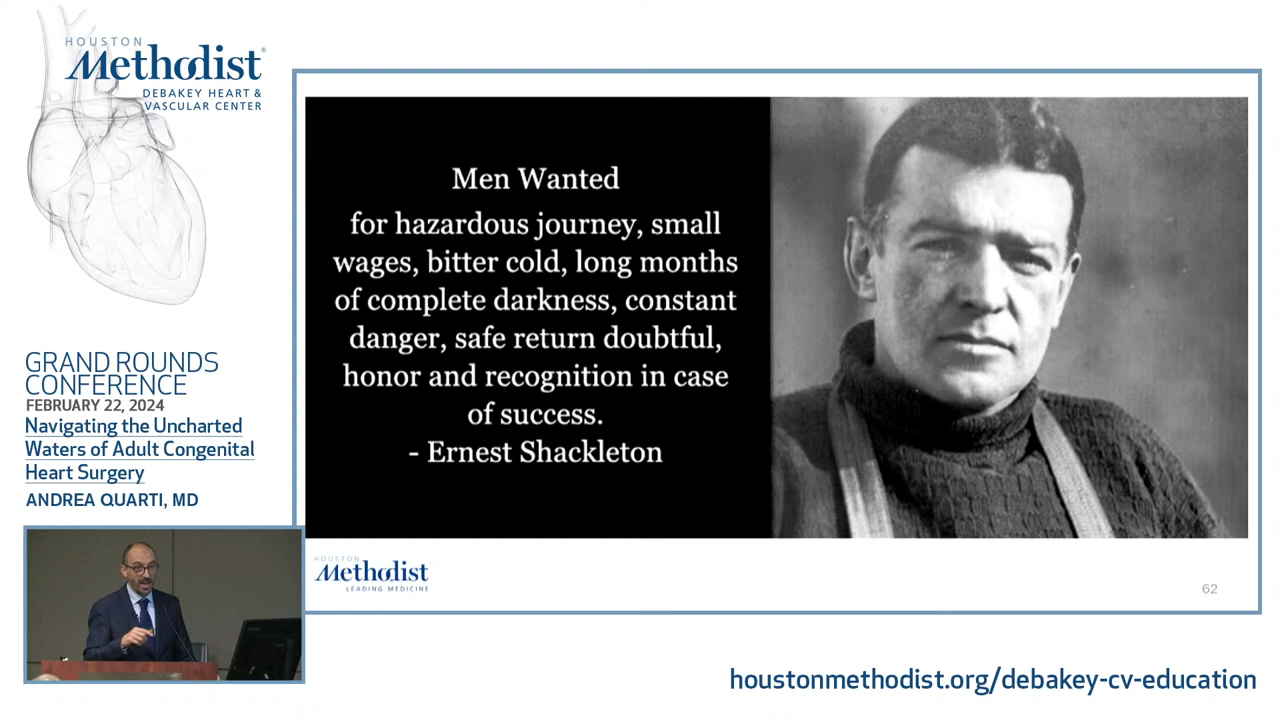 HOUSTON
Methodist®
DEBAKEY HEART &
VASCULAR CENTER
GRAND ROUNDS
CONFERENCE
FEBRUARY 22, 2024
Navigating the Uncharted
Waters of Adult Congenital
Heart Surgery
ANDREA QUARTI, MD
Men Wanted
for hazardous journey, small
wages, bitter cold, long months
of complete darkness, constant
danger, safe return doubtful,
honor and recognition in case
of success.
- Ernest Shackleton
HOUSTON
Methodist
LEADING MEDICINE
62
houstonmethodist.org/debakey-cv-education